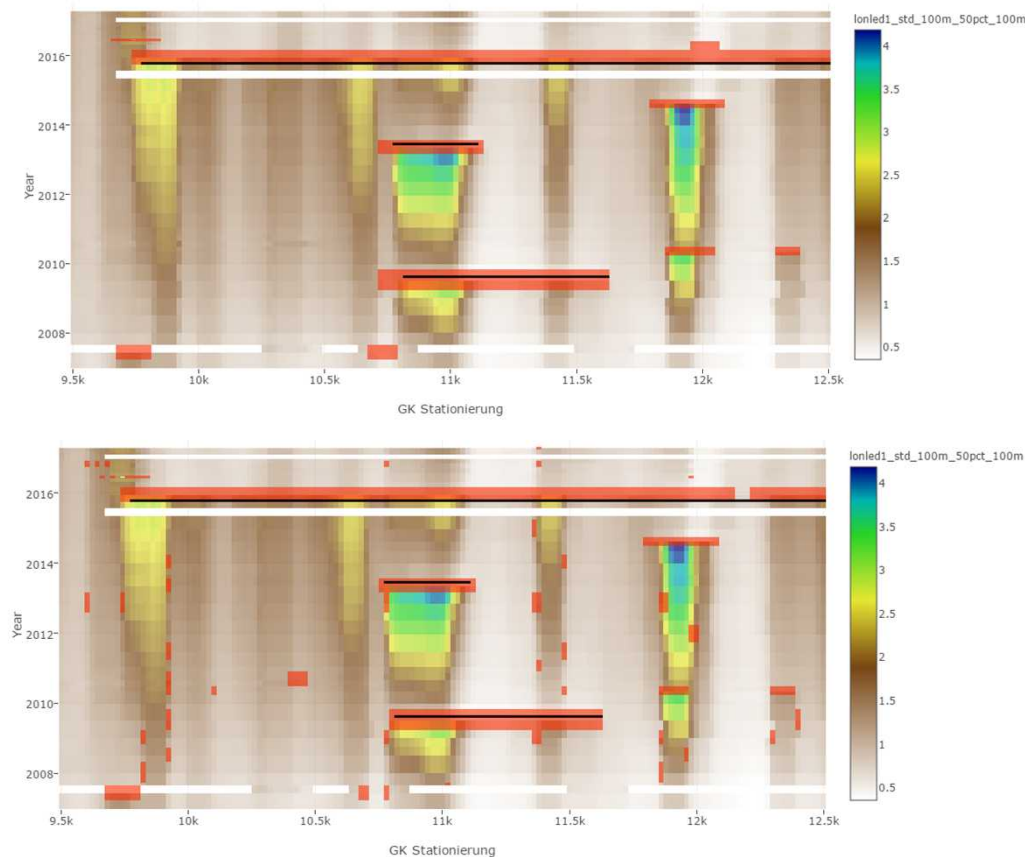 lonled1_std_100m_50pct_100m
2016
2014
2012
2010
2008
Year
9.5k
10k
10.5k
11k
11.5k
12k
12.5k
GK Stationierung
4
3.5
3
2.5
2
1.5
1
0.5
lonled1_std_100m_50pct_100m
2016
2014
2012
2010
2008
Year
9.5k
10k
10.5k
11k
11.5k
12k
12.5k
GK Stationierung
4
3.5
3
2.5
2
1.5
1
0.5